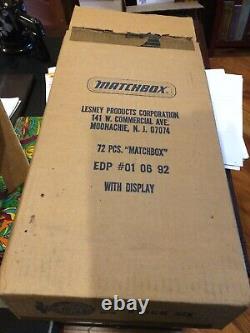 MATCHBOX
LESNEY PRODUCTS CORPORATION
141 W. COMMERCIAL AVE.
MOONACHIE, N. J. 07074
72 PCS. "MATCHBOX"
EDP #01 06 92
WITH DISPLAY